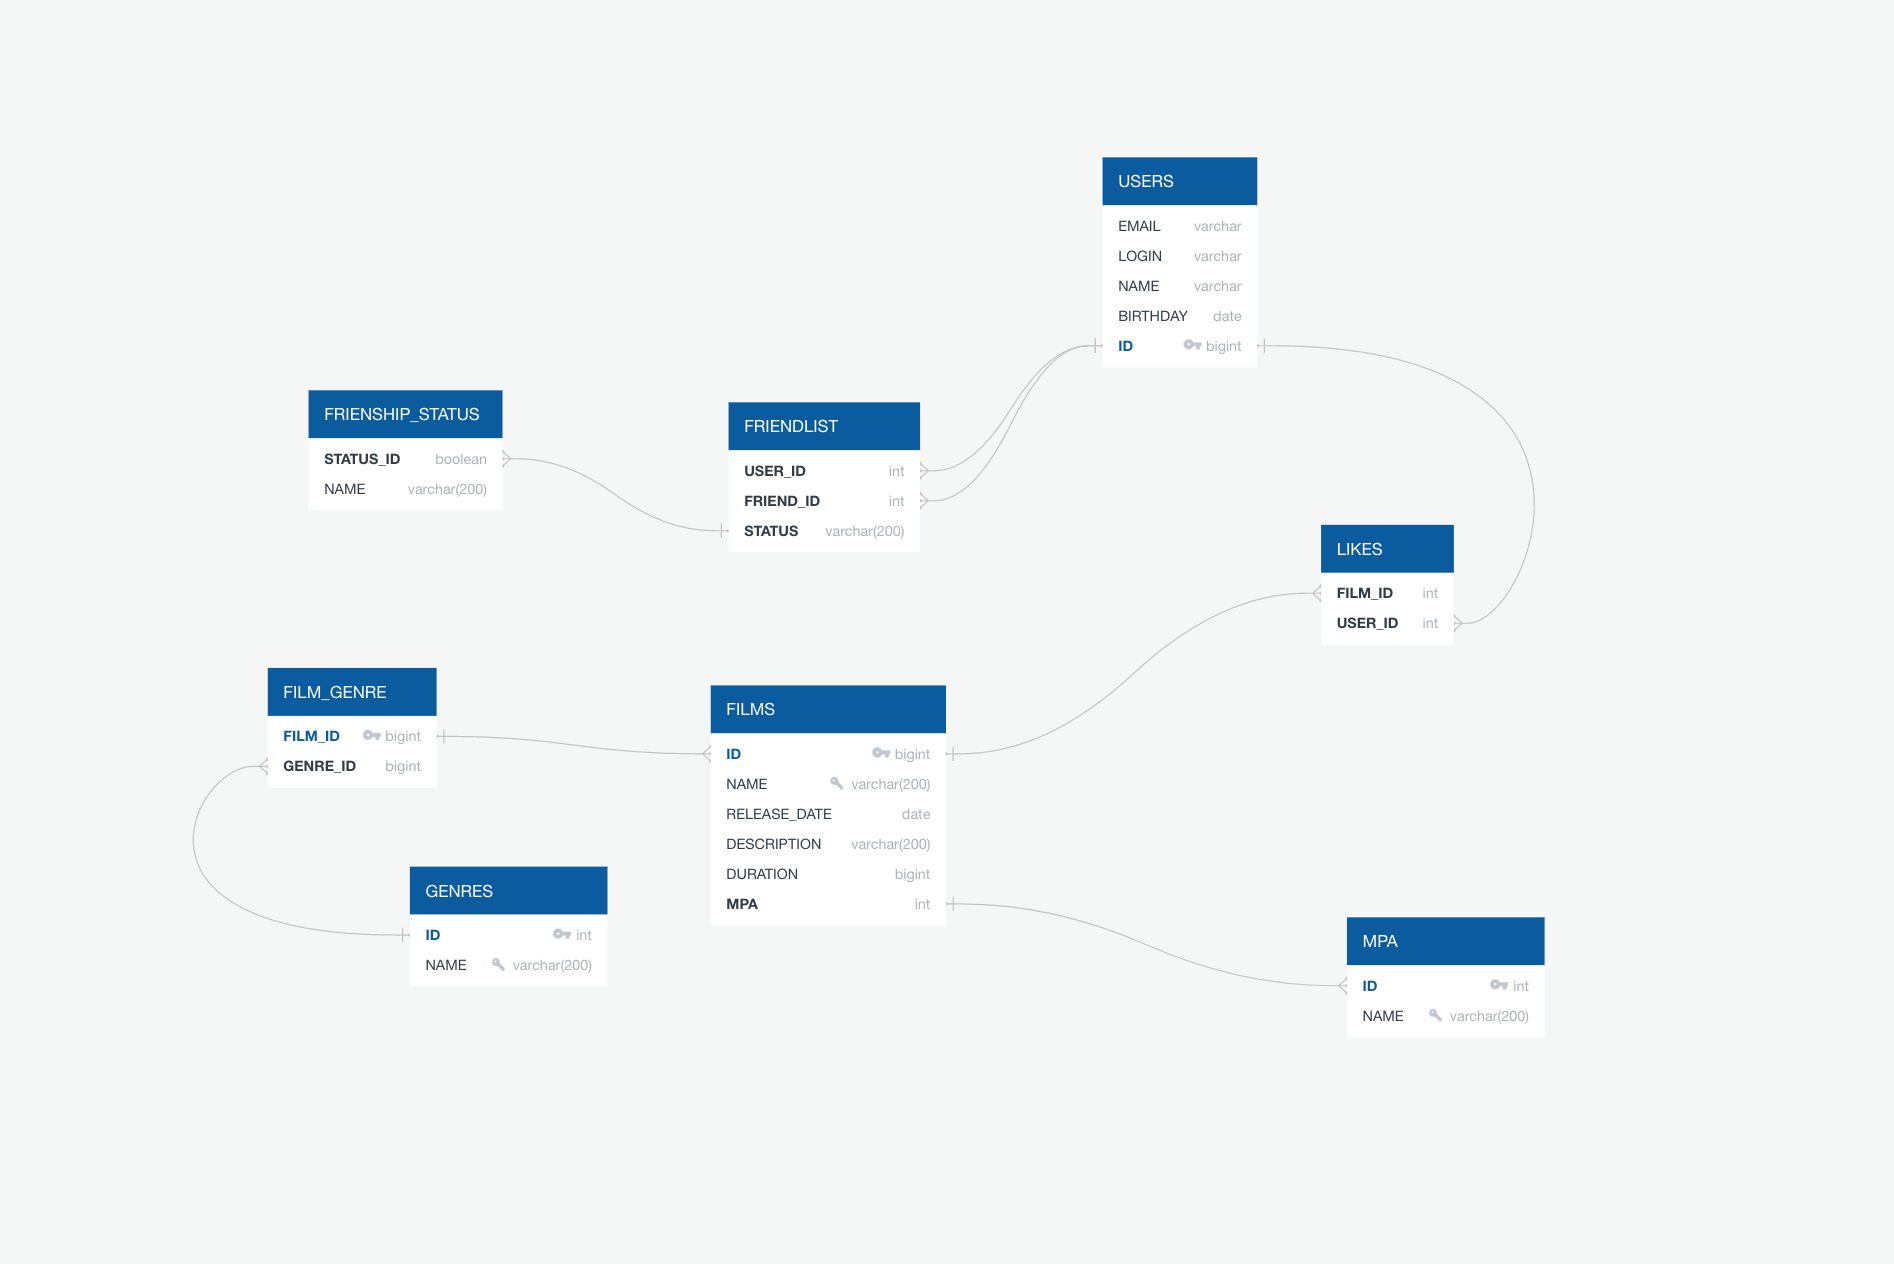 USERS
EMAIL varchar
LOGIN varchar
NAME varchar
BIRTHDAY date
ID bigint
FRIENSHIP_STATUS
STATUS_ID boolean
NAME varchar(200)
FRIENDLIST
USER_ID int
FRIEND_ID int
STATUS varchar(200)
LIKES
FILM_ID int
USER_ID int
FILM_GENRE
FILM_ID bigint
GENRE_ID bigint
FILMS
ID bigint
NAME varchar(200)
RELEASE_DATE date
DESCRIPTION varchar(200)
DURATION bigint
MPA int
GENRES
ID int
NAME varchar(200)
MPA
ID int
NAME varchar(200)